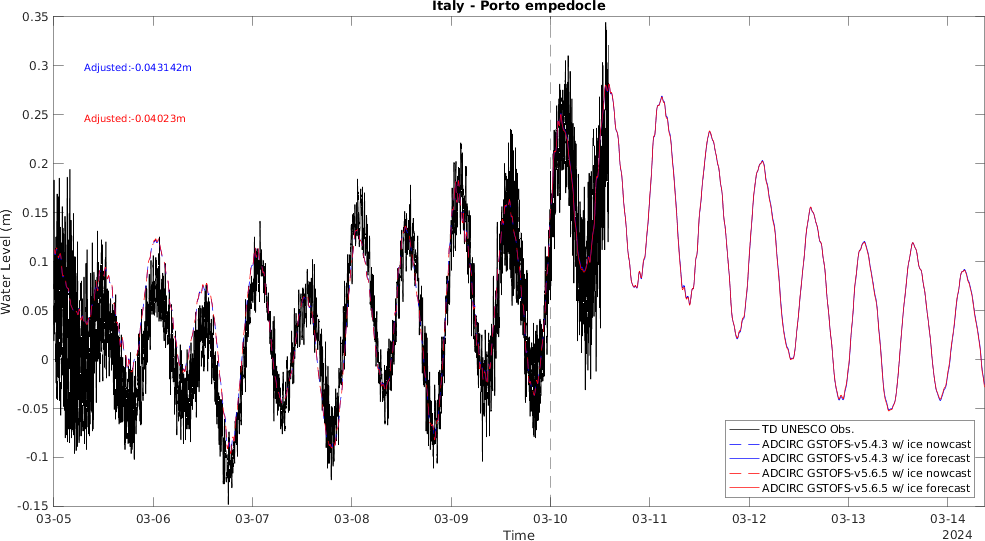 Italy - Porto empedocle
0.35
0.3
0.25
0.2
0.15
0.1
0.05
0
-0.05
-0.1
-0.15
Water Level (m)
Adjusted:-0.043142m
Adjusted:-0.04023m
TD UNESCO Obs.
ADCIRC GSTOFS-v5.4.3 w/ ice nowcast
ADCIRC GSTOFS-v5.4.3 w/ ice forecast
ADCIRC GSTOFS-v5.6.5 w/ ice nowcast
ADCIRC GSTOFS-v5.6.5 w/ ice forecast
03-05 03-06 03-07 03-08 03-09 03-10 03-11 03-12 03-13 03-14
Time
2024